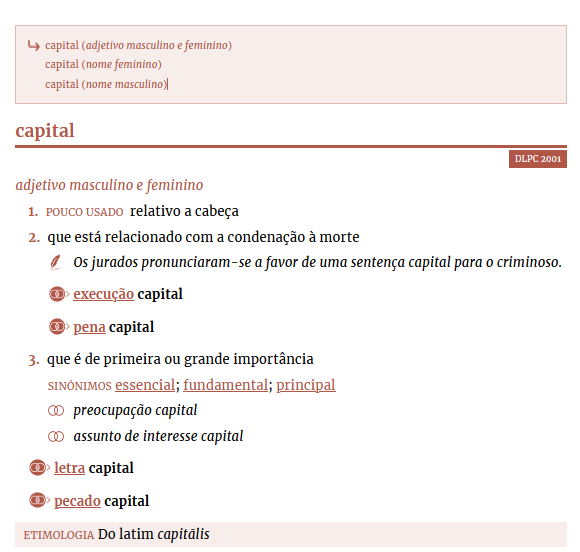 capital (adjetivo masculino e feminino)
capital (nome feminino)
capital (nome masculino)
capital
DLPC 2001
adjetivo masculino e feminino
1. POUCO USADO relativo a cabeça
2. que está relacionado com a condenação à morte
Os jurados pronunciaram-se a favor de uma sentença capital para o criminoso.
execução capital
pena capital
3. que é de primeira ou grande importância
SINÓNIMOS essencial; fundamental; principal
preocupação capital
assunto de interesse capital
letra capital
pecado capital
ETIMOLOGIA Do latim capitālis